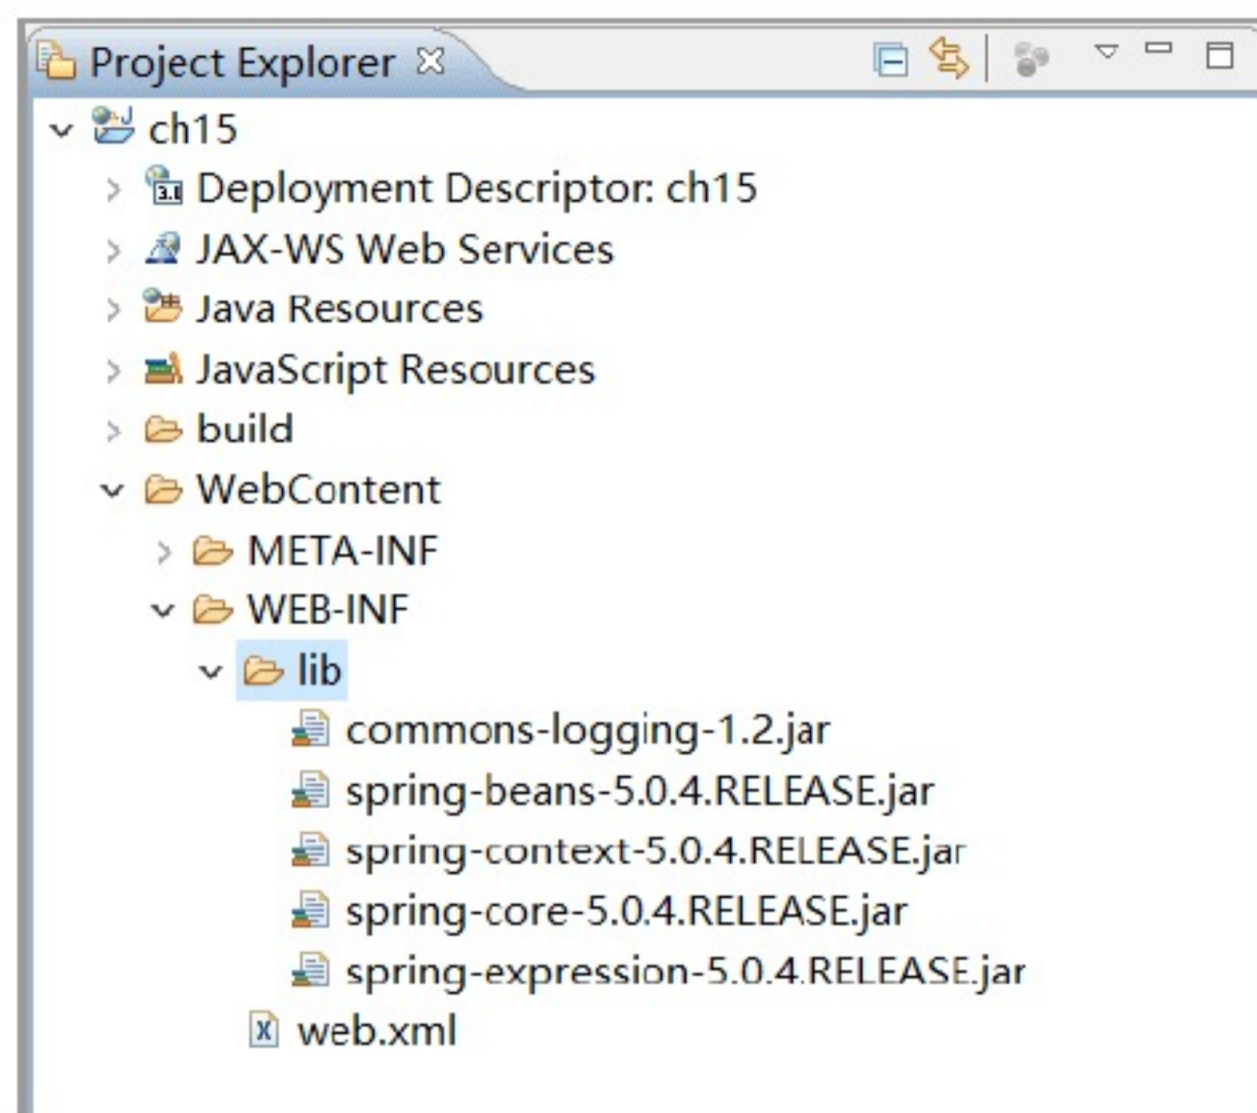 Project Explorer
ch15
Deployment Descriptor: ch15
JAX-WS Web Services
Java Resources
JavaScript Resources
build
WebContent
META-INF
WEB-INF
lib
commons-logging-1.2.jar
spring-beans-5.0.4.RELEASE.jar
spring-context-5.0.4.RELEASE.jar
spring-core-5.0.4.RELEASE.jar
spring-expression-5.0.4.RELEASE.jar
web.xml